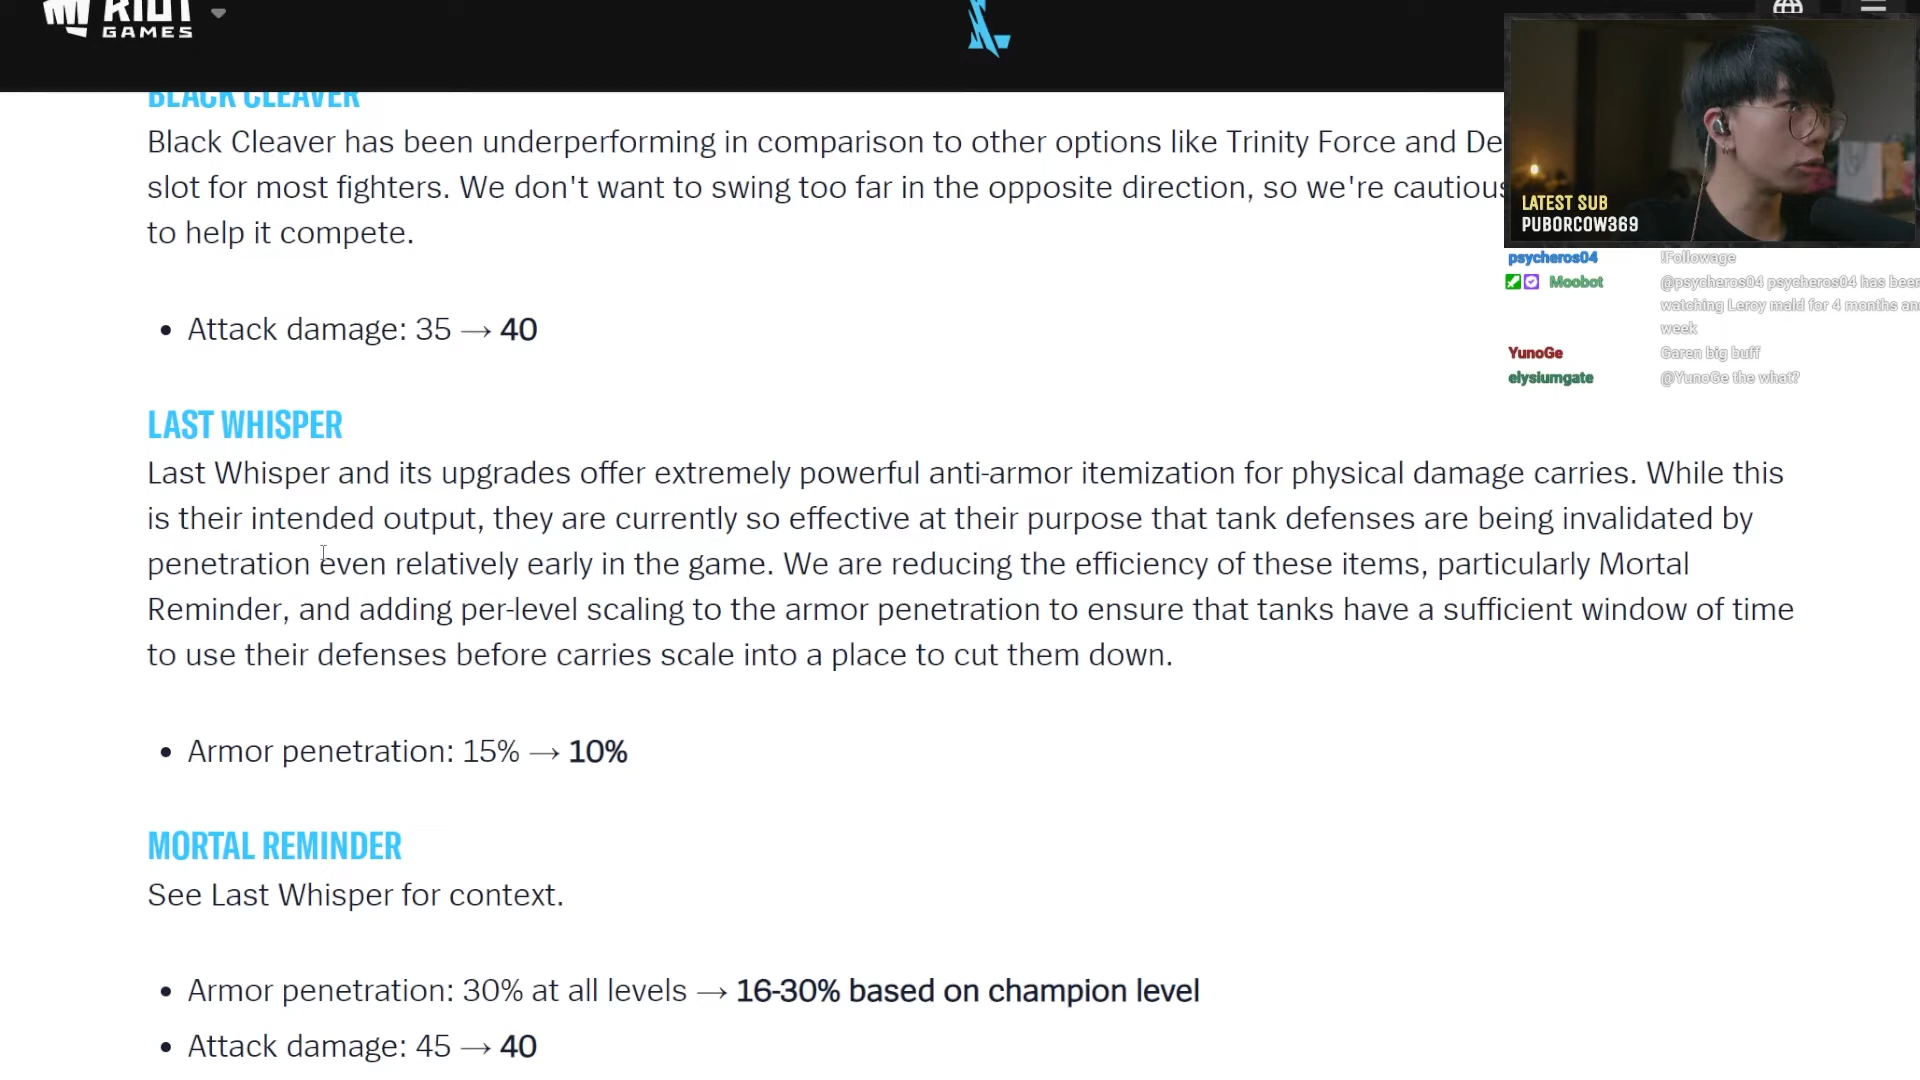 RIOT
GAMES
BLACK CLEAVER
Black Cleaver has been underperforming in comparison to other options like Trinity Force and De
slot for most fighters. We don't want to swing too far in the opposite direction, so we're cautious
to help it compete.
• Attack damage: 35 → 40
LAST WHISPER
Last Whisper and its upgrades offer extremely powerful anti-armor itemization for physical damage carries. While this
is their intended output, they are currently so effective at their purpose that tank defenses are being invalidated by
penetration even relatively early in the game. We are reducing the efficiency of these items, particularly Mortal
Reminder, and adding per-level scaling to the armor penetration to ensure that tanks have a sufficient window of time
to use their defenses before carries scale into a place to cut them down.
• Armor penetration: 15% → 10%
MORTAL REMINDER
See Last Whisper for context.
• Armor penetration: 30% at all levels → 16-30% based on champion level
• Attack damage: 45 → 40
LATEST SUB
PUBORCOW369
psycheros04 !Followage
Moobot @psycheros04 psycheros04 has been
watching Leroy mald for 4 months an
week
YunoGe Garen big buff
elysiumgate @YunoGe the what?